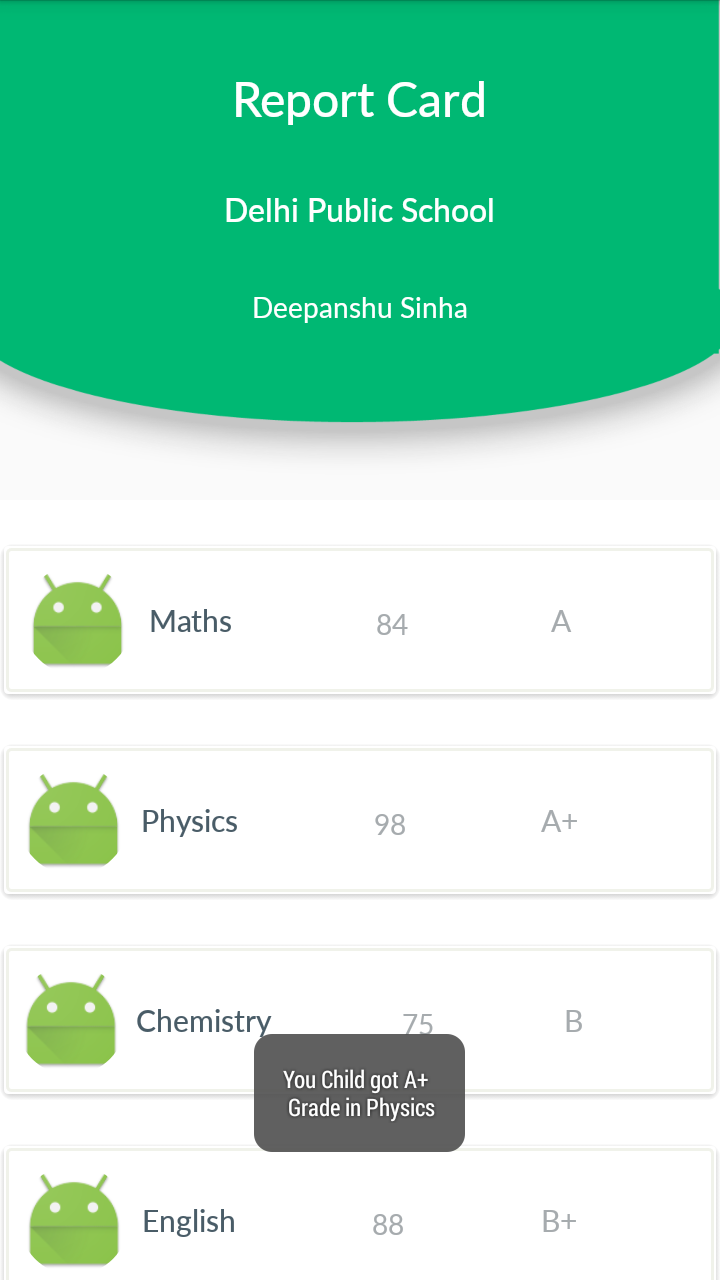 Report Card
Delhi Public School
Deepanshu Sinha
Maths 84 A
Physics 98 A+
Chemistry 75 B
You Child got A+
Grade in Physics
English 88 B+